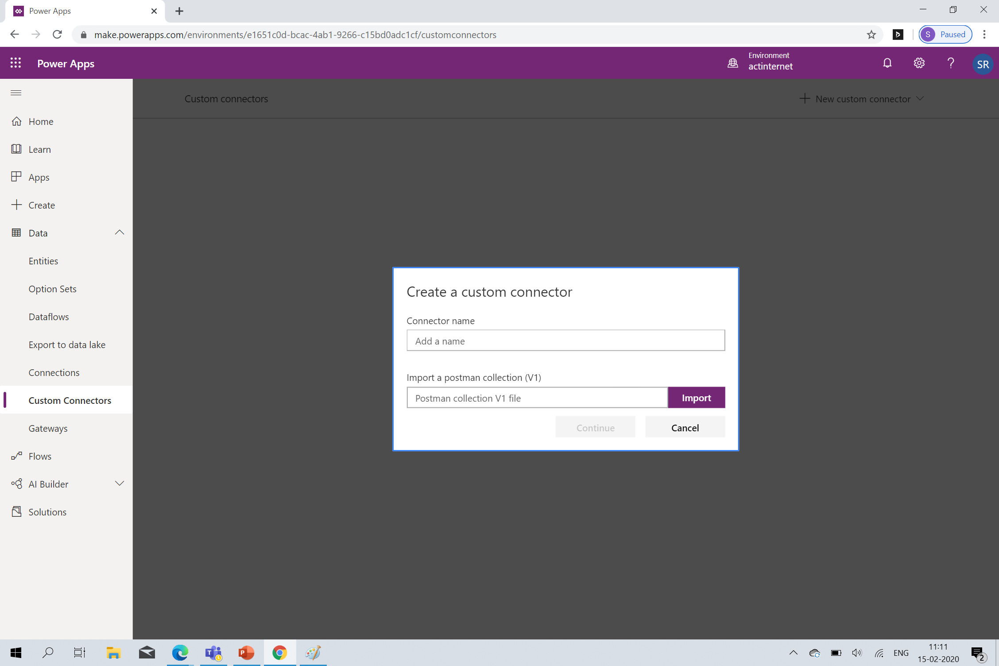 Power Apps
make.powerapps.com/environments/e1651c0d-bcac-4ab1-9266-c15bd0adc1cf/customconnectors
S Paused
Power Apps
Environment
actinternet
SR
Custom connectors
New custom connector
Home
Learn
Apps
Create
Data
Entities
Option Sets
Dataflows
Export to data lake
Connections
Custom Connectors
Gateways
Flows
AI Builder
Solutions
Create a custom connector
Connector name
Add a name
Import a postman collection (V1)
Postman collection V1 file
Import
Continue
Cancel
ENG
11:11
15-02-2020
2